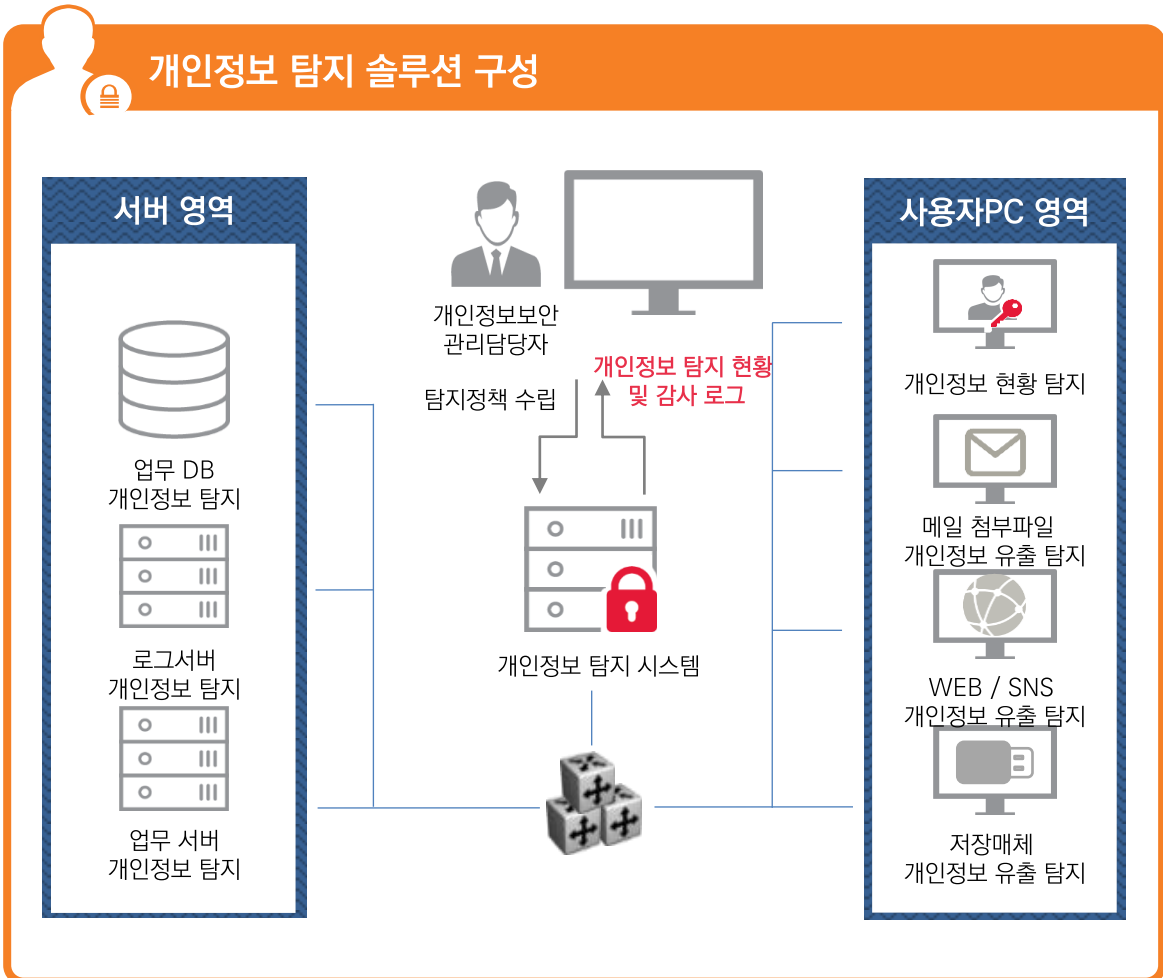 개인정보 탐지 솔루션 구성
서버 영역
업무 DB
개인정보 탐지
로그서버
개인정보 탐지
업무 서버
개인정보 탐지
개인정보보안
관리담당자
탐지정책 수립
개인정보 탐지 현황
및 감사 로그
개인정보 탐지 시스템
사용자PC 영역
개인정보 현황 탐지
메일 첨부파일
개인정보 유출 탐지
WEB / SNS
개인정보 유출 탐지
저장매체
개인정보 유출 탐지